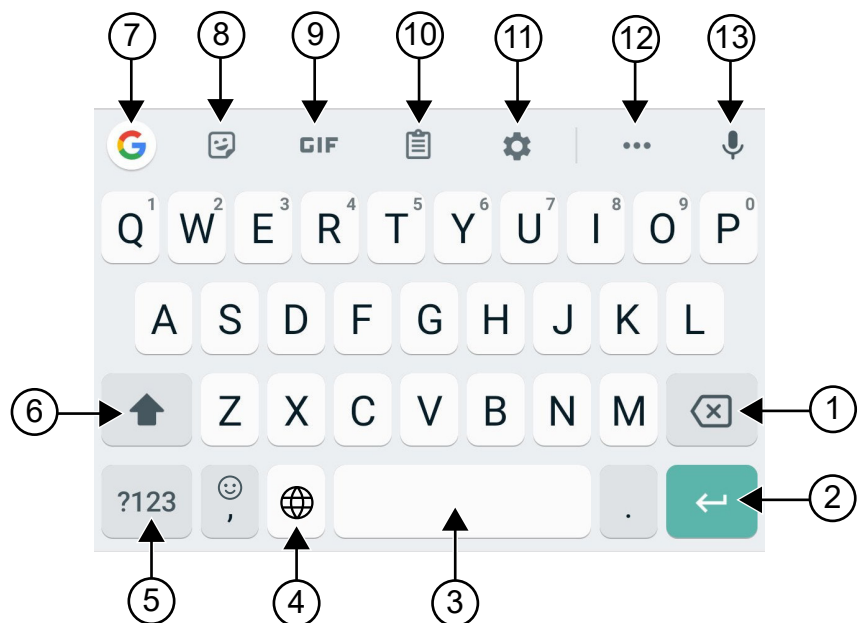 7 8 9 10 11 12 13
G GIF
Q 1 W 2 E 3 R 4 T 5 Y 6 U 7 I 8 O 9 P 0
A S D F G H J K L
6 Z X C V B N M 1
?123 , . 2
5 4 3